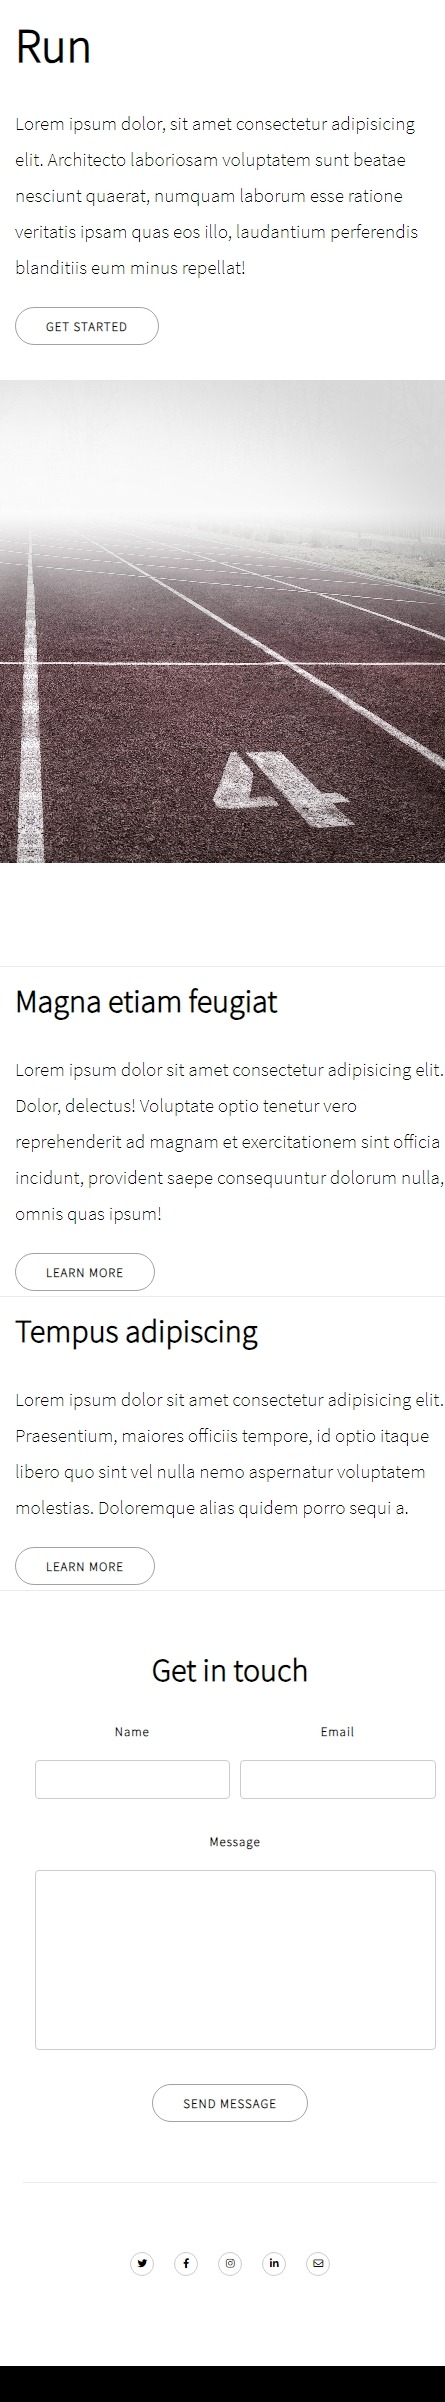 Run
Lorem ipsum dolor, sit amet consectetur adipisicing
elit. Architecto laboriosam voluptatem sunt beatae
nesciunt quaerat, numquam laborum esse ratione
veritatis ipsam quas eos illo, laudantium perferendis
blanditiis eum minus repellat!
GET STARTED
4
Magna etiam feugiat
Lorem ipsum dolor sit amet consectetur adipisicing elit.
Dolor, delectus! Voluptate optio tenetur vero
reprehenderit ad magnam et exercitationem sint officia
incidunt, provident saepe consequuntur dolorum nulla,
omnis quas ipsum!
LEARN MORE
Tempus adipiscing
Lorem ipsum dolor sit amet consectetur adipisicing elit.
Praesentium, maiores officiis tempore, id optio itaque
libero quo sint vel nulla nemo aspernatur voluptatem
molestias. Doloremque alias quidem porro sequi a.
LEARN MORE
Get in touch
Name Email
Message
SEND MESSAGE